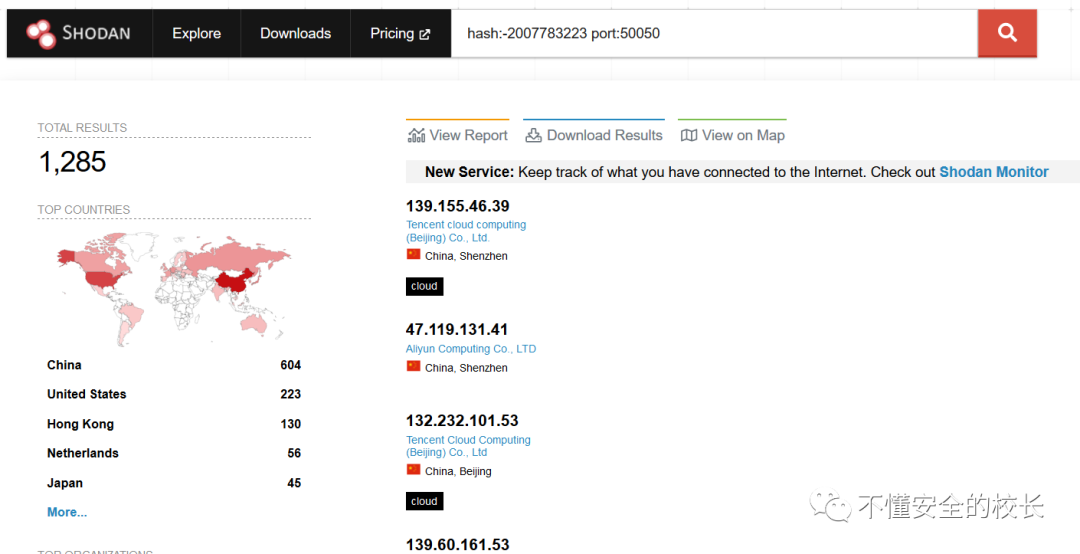 SHODAN
Explore
Downloads
Pricing
hash:-2007783223 port:50050
TOTAL RESULTS
1,285
TOP COUNTRIES
China 604
United States 223
Hong Kong 130
Netherlands 56
Japan 45
More...
TOP ORGANIZATIONS
View Report
Download Results
View on Map
New Service: Keep track of what you have connected to the Internet. Check out Shodan Monitor
139.155.46.39
Tencent cloud computing
(Beijing) Co., Ltd.
China, Shenzhen
cloud
47.119.131.41
Aliyun Computing Co., LTD
China, Shenzhen
132.232.101.53
Tencent Cloud Computing
(Beijing) Co., Ltd
China, Beijing
cloud
139.60.161.53
不懂安全的校长